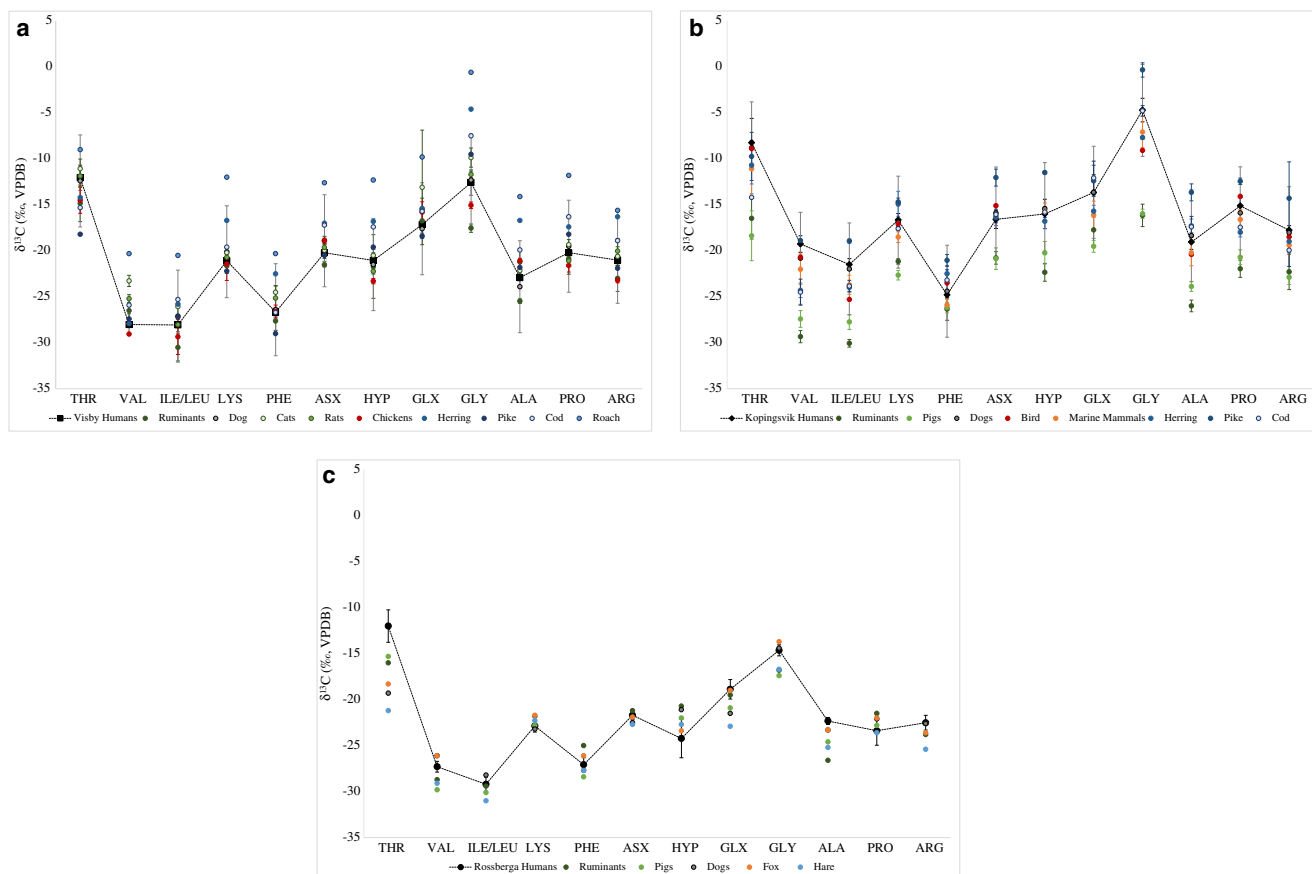 a
δ¹³C (‰, VPDB)
5
0
-5
-10
-15
-20
-25
-30
-35
THR VAL ILE/LEU LYS PHE ASX HYP GLX GLY ALA PRO ARG
Visby Humans Ruminants Dog Cats Rats Chickens Herring Pike Cod Roach
b
δ¹³C (‰, VPDB)
5
0
-5
-10
-15
-20
-25
-30
-35
THR VAL ILE/LEU LYS PHE ASX HYP GLX GLY ALA PRO ARG
Kopingsvik Humans Ruminants Pigs Dogs Bird Marine Mammals Herring Pike Cod
c
δ¹³C (‰, VPDB)
5
0
-5
-10
-15
-20
-25
-30
-35
THR VAL ILE/LEU LYS PHE ASX HYP GLX GLY ALA PRO ARG
Rossberga Humans Ruminants Pigs Dogs Fox Hare